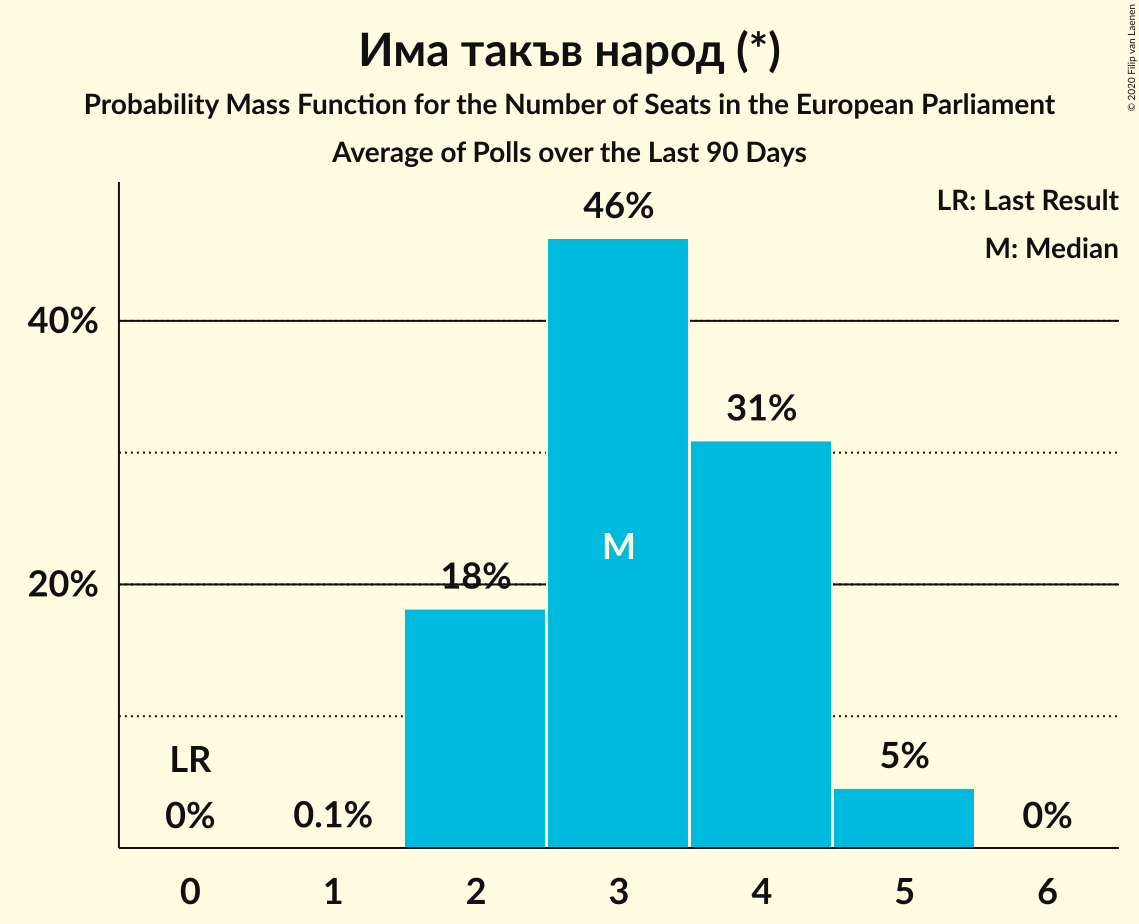 Има такъв народ (*)
Probability Mass Function for the Number of Seats in the European Parliament
Average of Polls over the Last 90 Days
© 2020 Filip van Laenen
LR: Last Result
M: Median
46%
40%
31%
M
20%
18%
LR
5%
0%
0.1%
0%
0 1 2 3 4 5 6